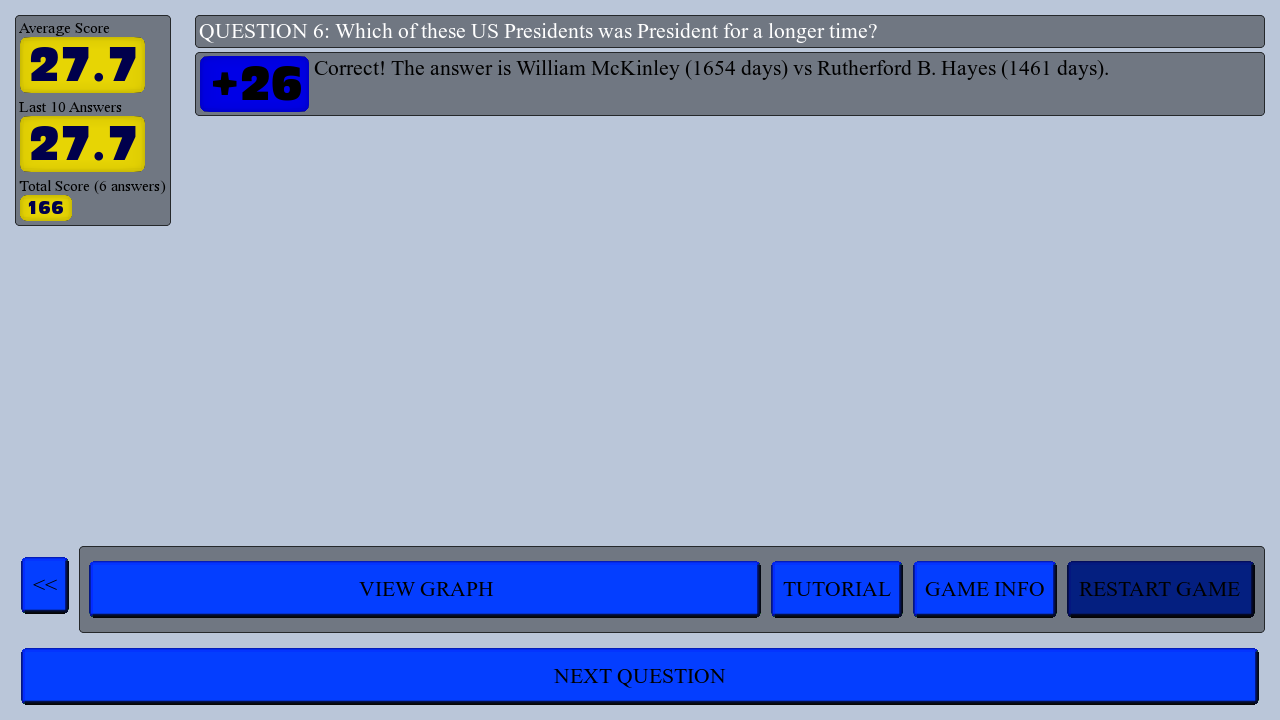 Average Score
27.7
Last 10 Answers
27.7
Total Score (6 answers)
166
QUESTION 6: Which of these US Presidents was President for a longer time?
+26
Correct! The answer is William McKinley (1654 days) vs Rutherford B. Hayes (1461 days).
<<
VIEW GRAPH
TUTORIAL
GAME INFO
RESTART GAME
NEXT QUESTION